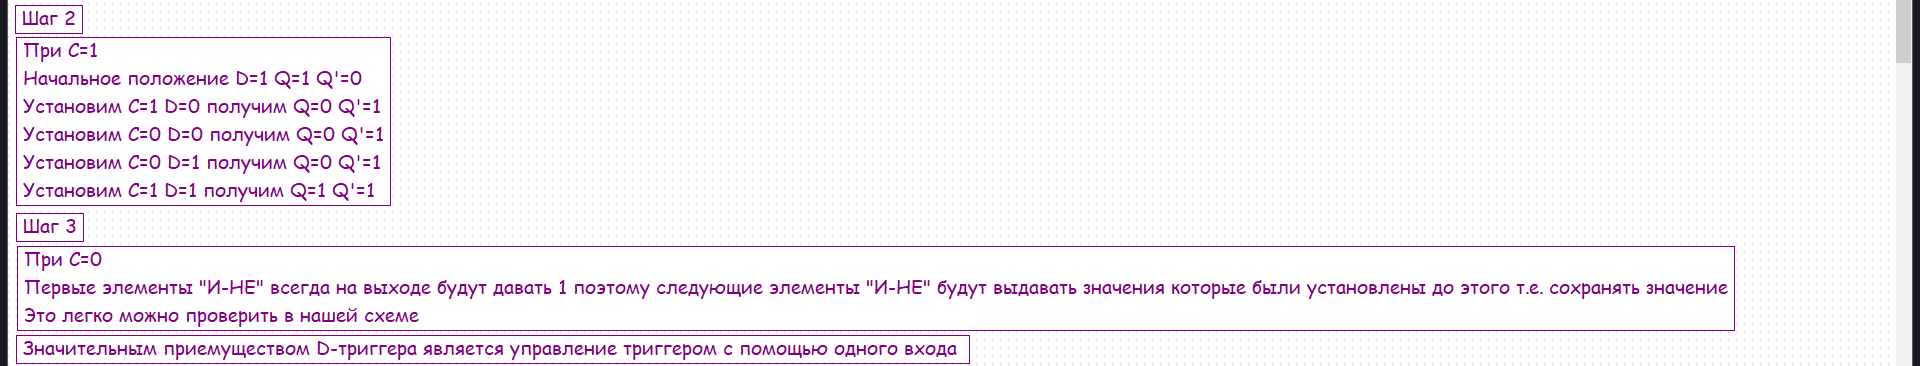 Шаг 2
При C=1
Начальное положение D=1 Q=1 Q'=0
Установим C=1 D=0 получим Q=0 Q'=1
Установим C=0 D=0 получим Q=0 Q'=1
Установим C=0 D=1 получим Q=0 Q'=1
Установим C=1 D=1 получим Q=1 Q'=1
Шаг 3
При C=0
Первые элементы "И-НЕ" всегда на выходе будут давать 1 поэтому следующие элементы "И-НЕ" будут выдавать значения которые были установлены до этого т.е. сохранять значение
Это легко можно проверить в нашей схеме
Значительным приемуществом D-триггера является управление триггером с помощью одного входа